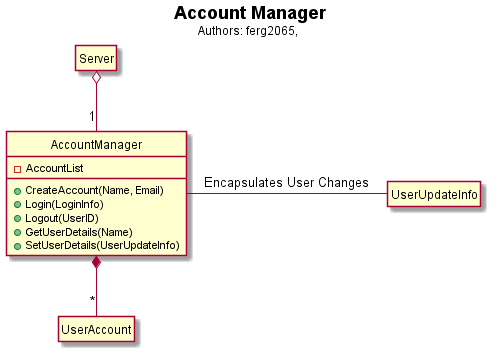 Account Manager
Authors: ferg2065,
Server
1
AccountManager
AccountList
CreateAccount(Name, Email)
Login(LoginInfo)
Logout(UserID)
GetUserDetails(Name)
SetUserDetails(UserUpdateInfo)
Encapsulates User Changes
UserUpdateInfo
*
UserAccount